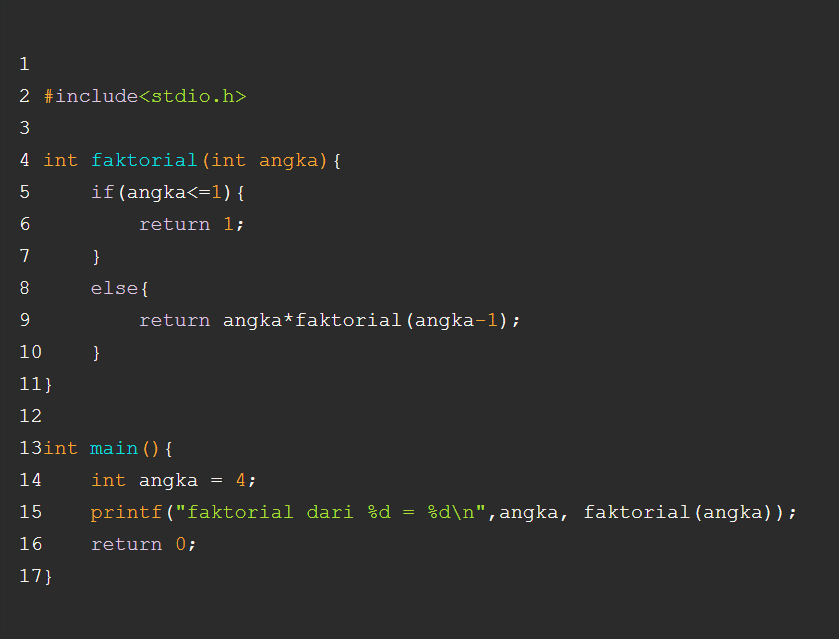 1
2 #include<stdio.h>
3
4 int faktorial(int angka){
5     if(angka<=1){
6         return 1;
7     }
8     else{
9         return angka*faktorial(angka-1);
10    }
11}
12
13int main(){
14    int angka = 4;
15    printf("faktorial dari %d = %d\n",angka, faktorial(angka));
16    return 0;
17}